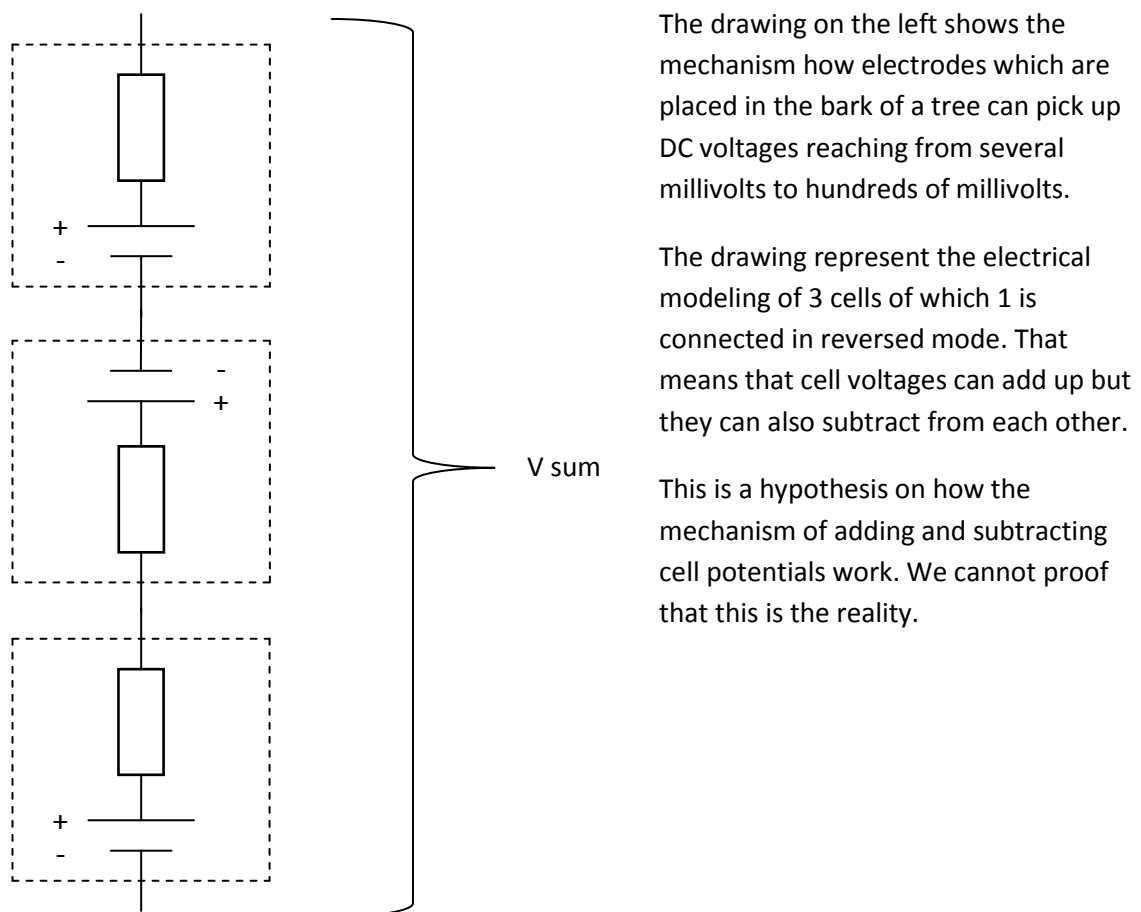 +
-
-
+
V sum
+
-
The drawing on the left shows the
mechanism how electrodes which are
placed in the bark of a tree can pick up
DC voltages reaching from several
millivolts to hundreds of millivolts.
The drawing represent the electrical
modeling of 3 cells of which 1 is
connected in reversed mode. That
means that cell voltages can add up but
they can also subtract from each other.
This is a hypothesis on how the
mechanism of adding and subtracting
cell potentials work. We cannot proof
that this is the reality.